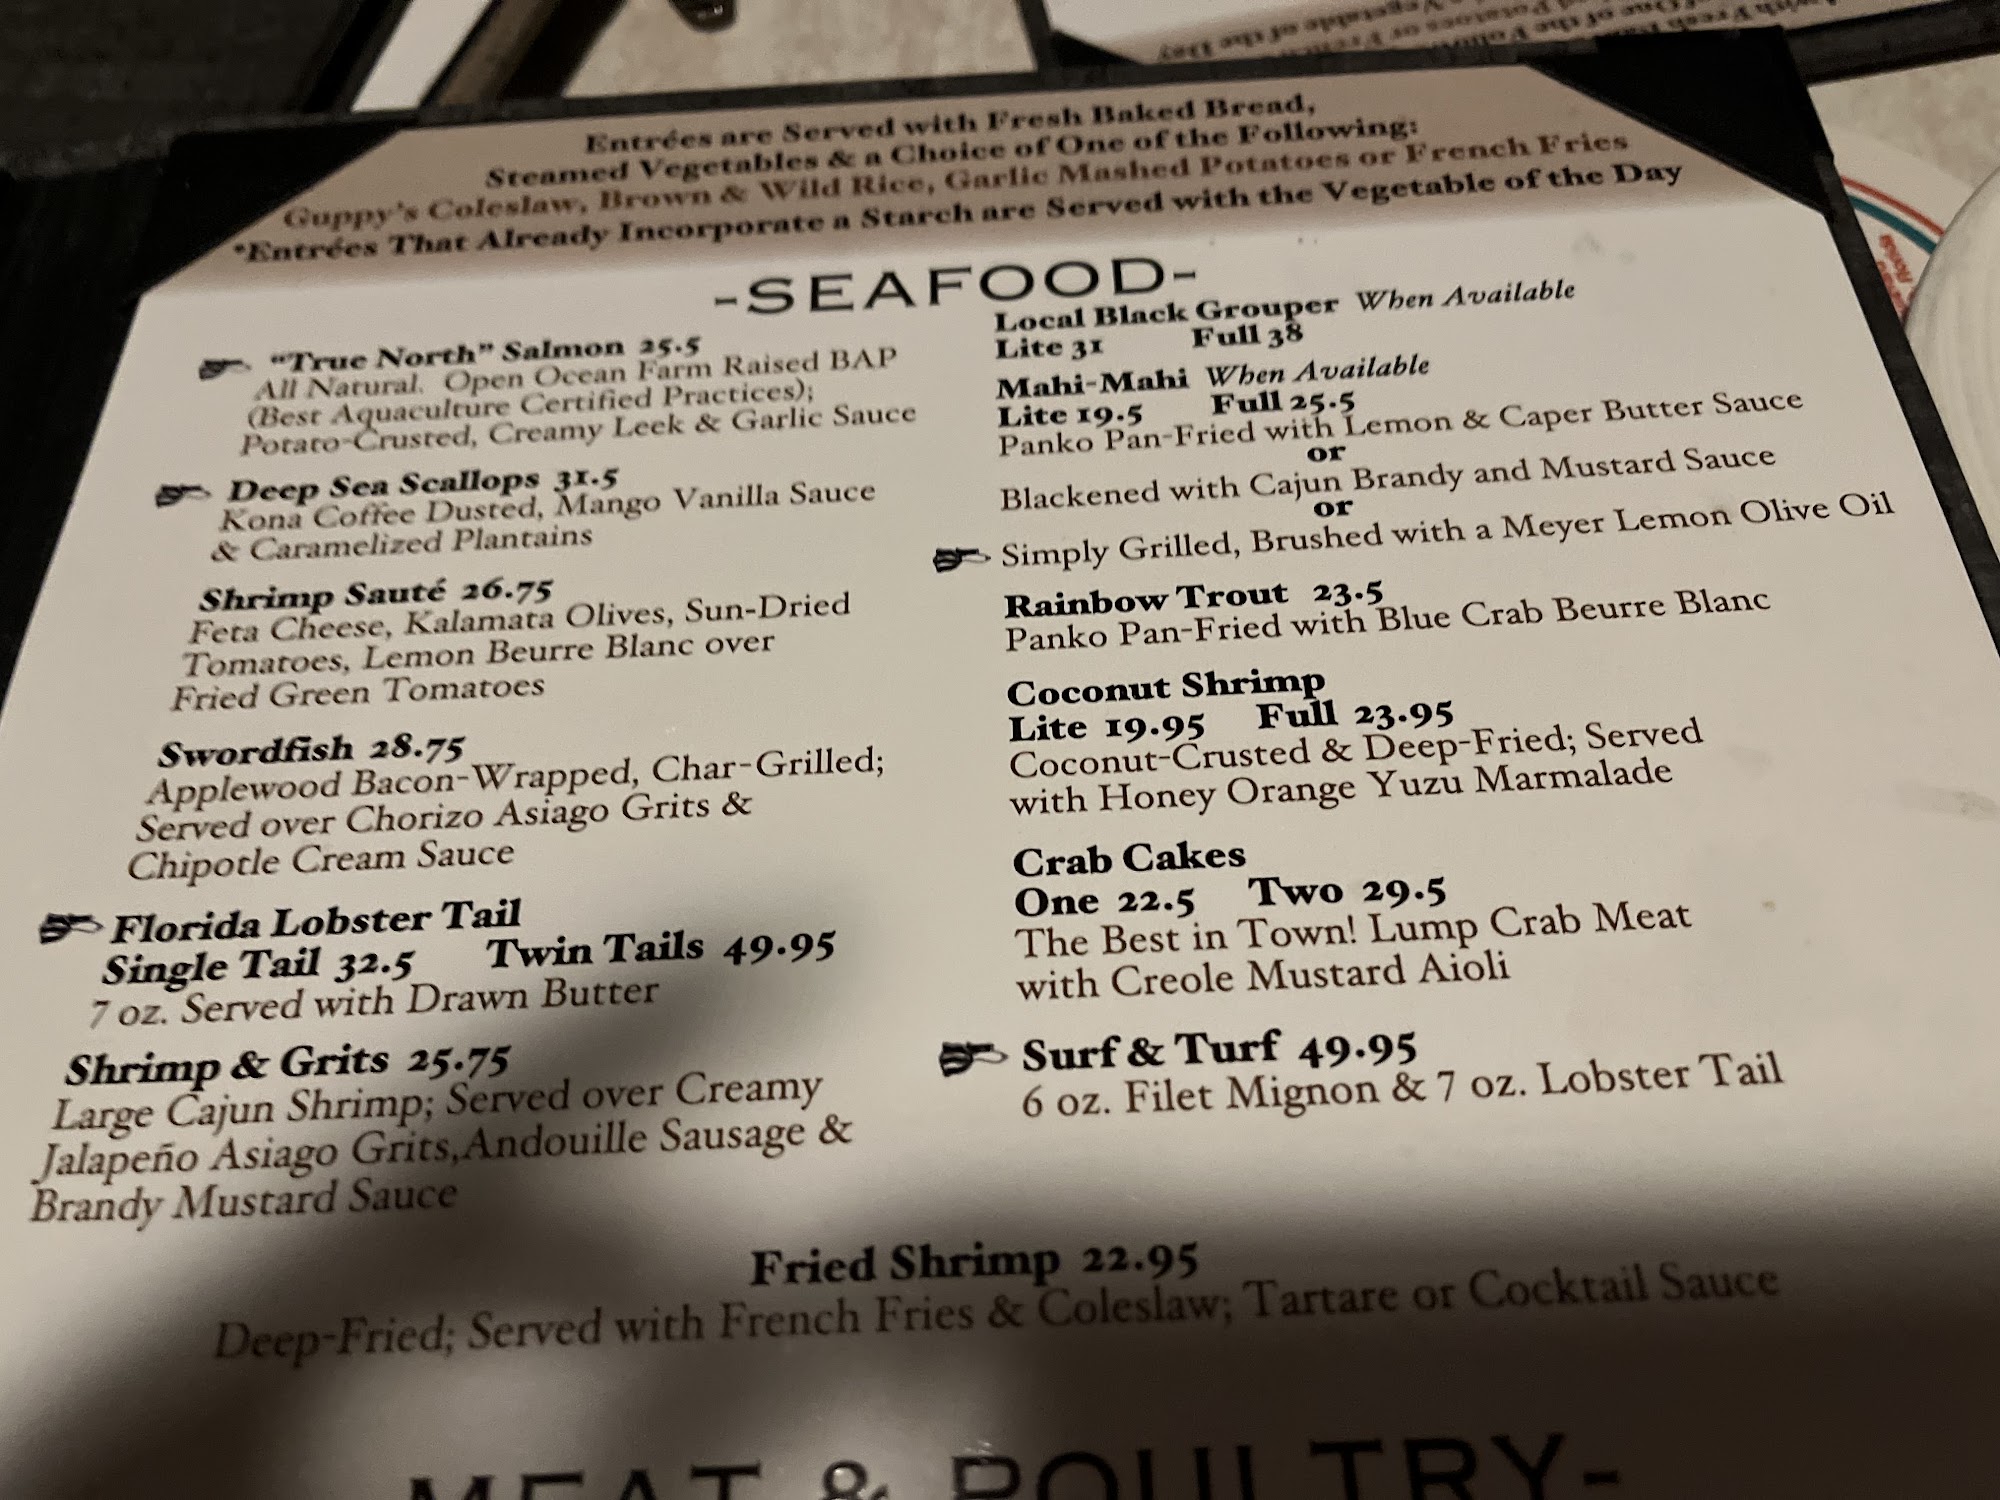 Entrées are Served with Fresh Baked Bread,
Steamed Vegetables & a Choice of One of the Following:
Guppy's Coleslaw, Brown & Wild Rice, Garlic Mashed Potatoes or French Fries
*Entrées That Already Incorporate a Starch are Served with the Vegetable of the Day
-SEAFOOD-
"True North" Salmon 25.5
All Natural. Open Ocean Farm Raised BAP
(Best Aquaculture Certified Practices);
Potato-Crusted, Creamy Leek & Garlic Sauce
Deep Sea Scallops 31.5
Kona Coffee Dusted, Mango Vanilla Sauce
& Caramelized Plantains
Shrimp Sauté 26.75
Feta Cheese, Kalamata Olives, Sun-Dried
Tomatoes, Lemon Beurre Blanc over
Fried Green Tomatoes
Swordfish 28.75
Applewood Bacon-Wrapped, Char-Grilled;
Served over Chorizo Asiago Grits &
Chipotle Cream Sauce
Florida Lobster Tail
Single Tail 32.5 Twin Tails 49.95
7 oz. Served with Drawn Butter
Shrimp & Grits 25.75
Large Cajun Shrimp; Served over Creamy
Jalapeño Asiago Grits,Andouille Sausage &
Brandy Mustard Sauce
Local Black Grouper When Available
Lite 31 Full 38
Mahi-Mahi When Available
Lite 19.5 Full 25.5
Panko Pan-Fried with Lemon & Caper Butter Sauce
or
Blackened with Cajun Brandy and Mustard Sauce
or
Simply Grilled, Brushed with a Meyer Lemon Olive Oil
Rainbow Trout 23.5
Panko Pan-Fried with Blue Crab Beurre Blanc
Coconut Shrimp
Lite 19.95 Full 23.95
Coconut-Crusted & Deep-Fried; Served
with Honey Orange Yuzu Marmalade
Crab Cakes
One 22.5 Two 29.5
The Best in Town! Lump Crab Meat
with Creole Mustard Aioli
Surf & Turf 49.95
6 oz. Filet Mignon & 7 oz. Lobster Tail
Fried Shrimp 22.95
Deep-Fried; Served with French Fries & Coleslaw; Tartare or Cocktail Sauce
MEAT & POULTRY-